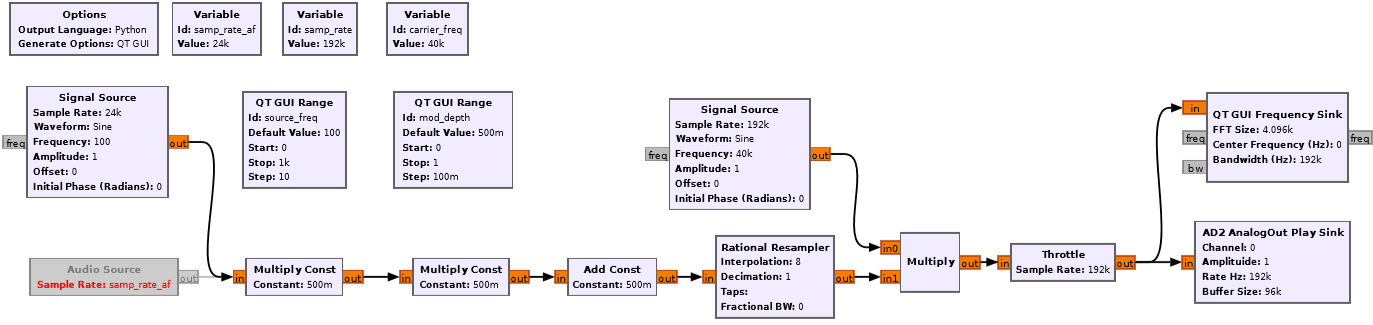 Options
Output Language: Python
Generate Options: QT GUI
Variable
Id: samp_rate_af
Value: 24k
Variable
Id: samp_rate
Value: 192k
Variable
Id: carrier_freq
Value: 40k
Signal Source
Sample Rate: 24k
Waveform: Sine
Frequency: 100
Amplitude: 1
Offset: 0
Initial Phase (Radians): 0
freq
out
QT GUI Range
Id: source_freq
Default Value: 100
Start: 0
Stop: 1k
Step: 10
QT GUI Range
Id: mod_depth
Default Value: 500m
Start: 0
Stop: 1
Step: 100m
Signal Source
Sample Rate: 192k
Waveform: Sine
Frequency: 40k
Amplitude: 1
Offset: 0
Initial Phase (Radians): 0
freq
out
in
freq
bw
QT GUI Frequency Sink
FFT Size: 4.096k
Center Frequency (Hz): 0
Bandwidth (Hz): 192k
freq
Audio Source
Sample Rate: samp_rate_af
out
in
Multiply Const
Constant: 500m
out
in
Multiply Const
Constant: 500m
out
in
Add Const
Constant: 500m
out
in
Rational Resampler
Interpolation: 8
Decimation: 1
Taps:
Fractional BW: 0
out
in0
in1
Multiply
out
in
Throttle
Sample Rate: 192k
out
in
AD2 AnalogOut Play Sink
Channel: 0
Amplituide: 1
Rate Hz: 192k
Buffer Size: 96k